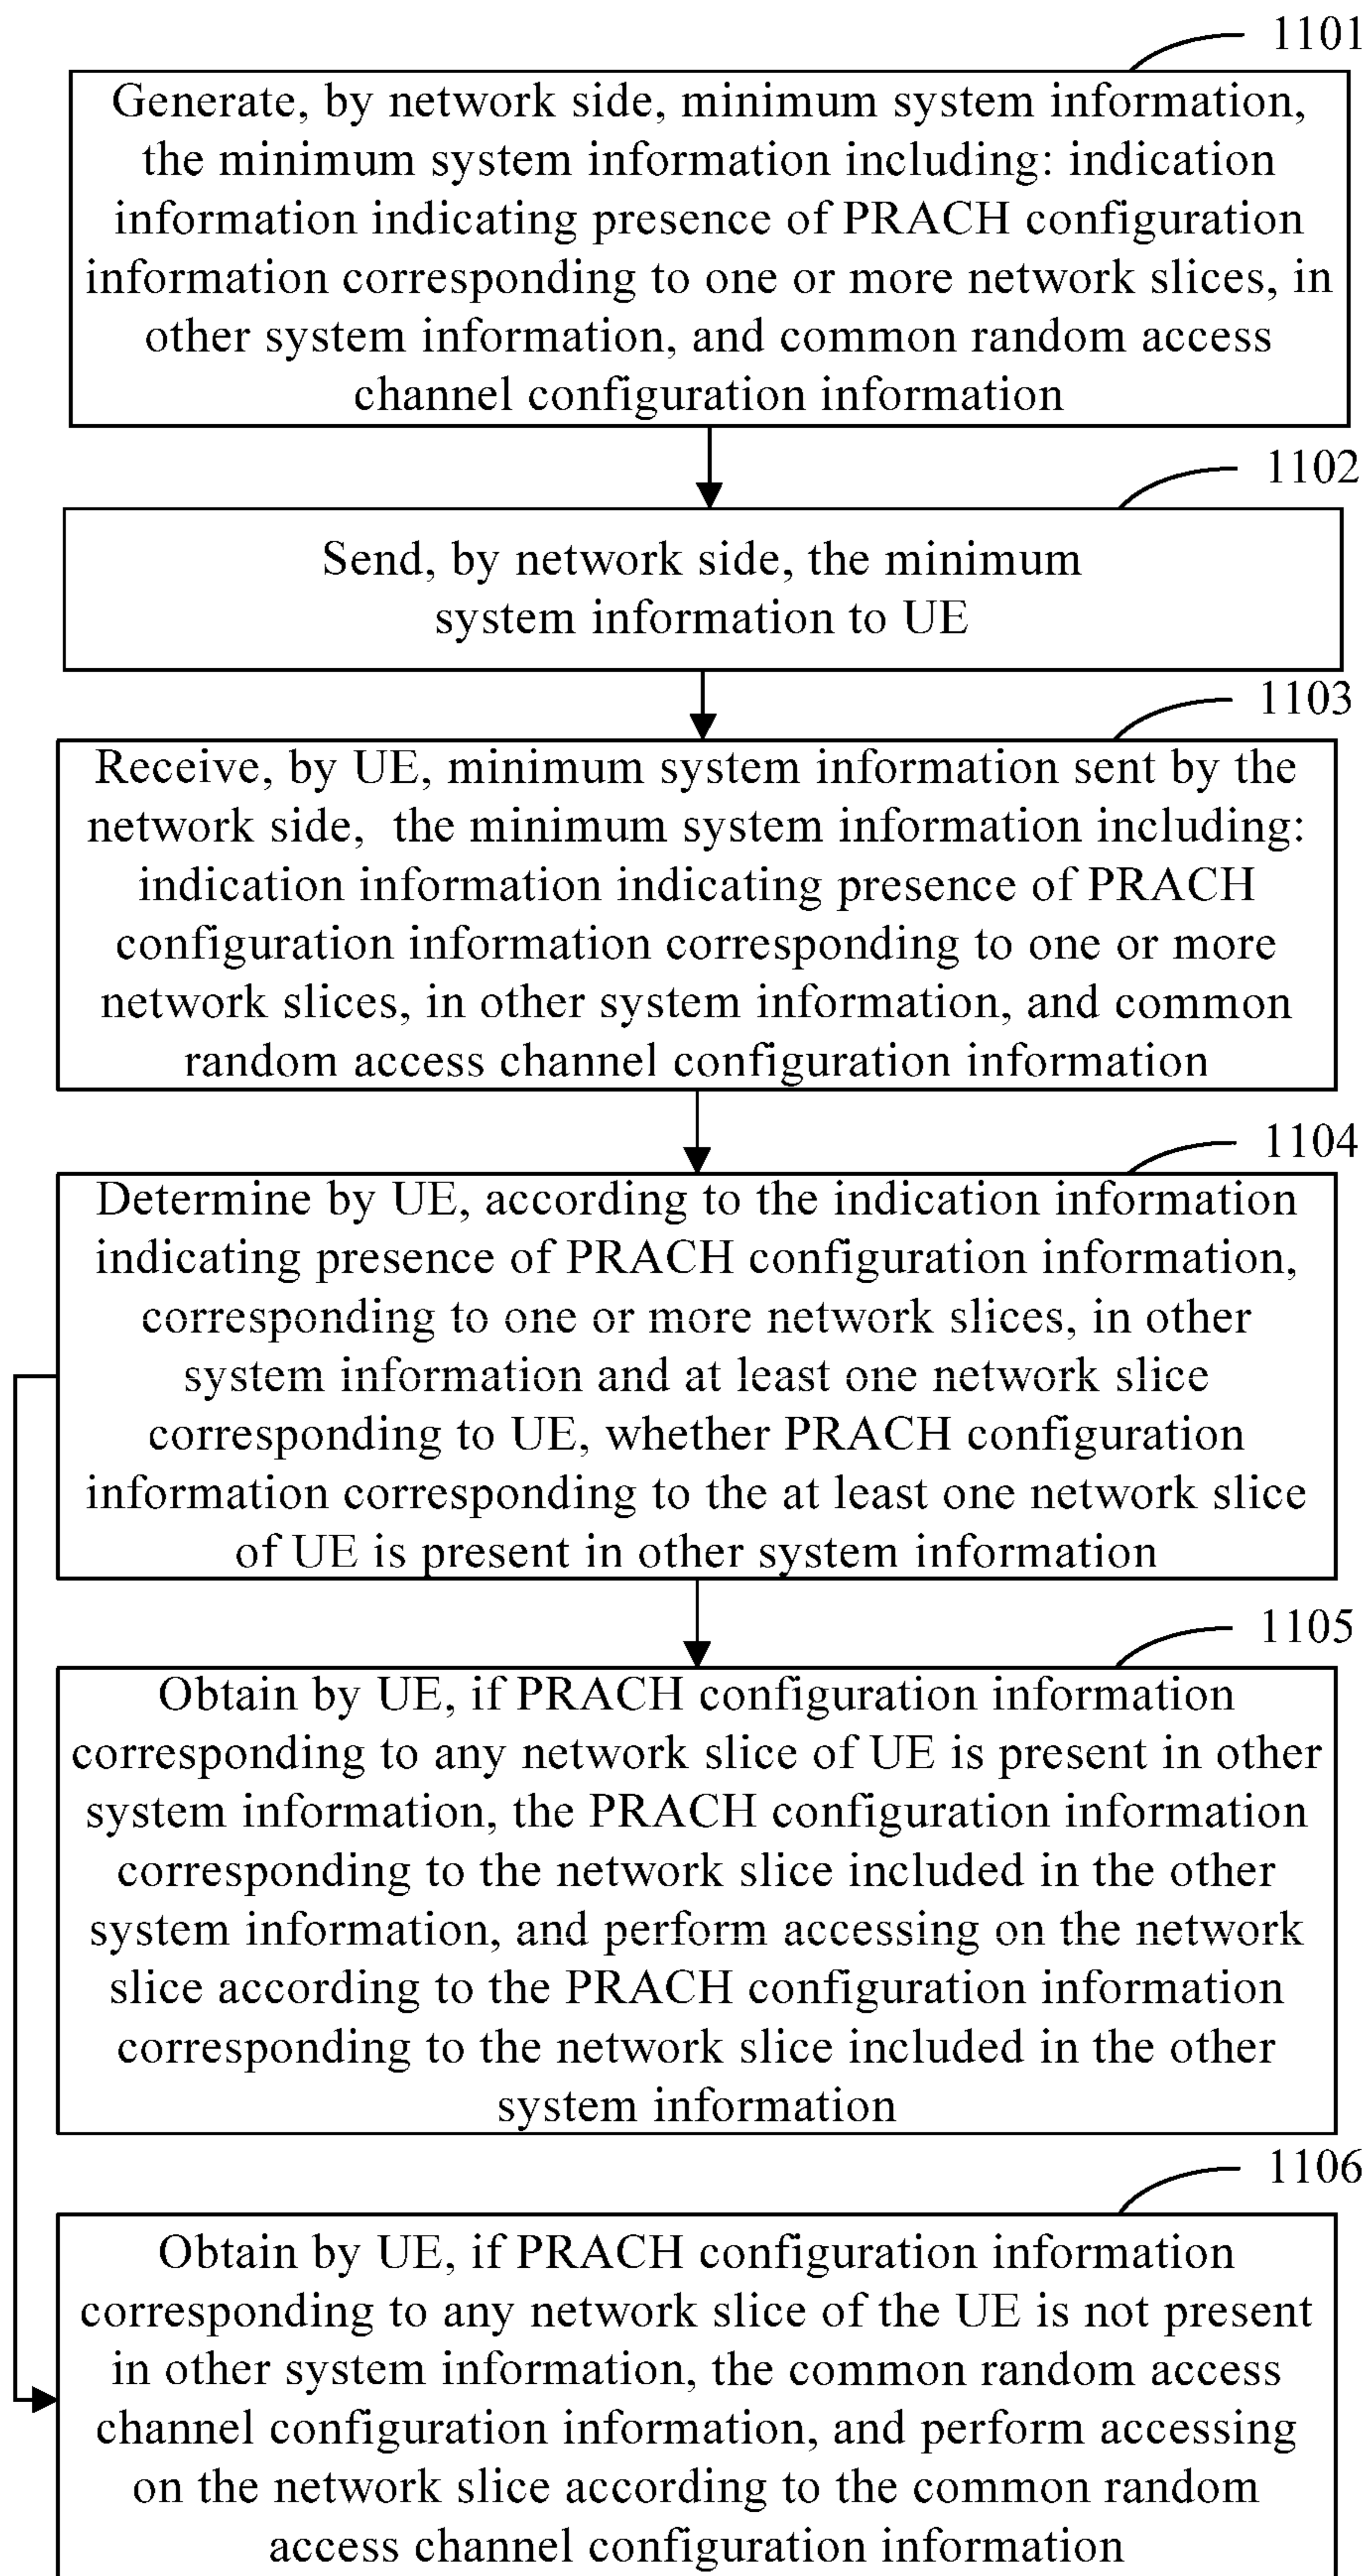 1101
Generate, by network side, minimum system information,
the minimum system information including: indication
information indicating presence of PRACH configuration
information corresponding to one or more network slices, in
other system information, and common random access
channel configuration information
1102
Send, by network side, the minimum
system information to UE
1103
Receive, by UE, minimum system information sent by the
network side, the minimum system information including:
indication information indicating presence of PRACH
configuration information corresponding to one or more
network slices, in other system information, and common
random access channel configuration information
1104
Determine by UE, according to the indication information
indicating presence of PRACH configuration information,
corresponding to one or more network slices, in other
system information and at least one network slice
corresponding to UE, whether PRACH configuration
information corresponding to the at least one network slice
of UE is present in other system information
1105
Obtain by UE, if PRACH configuration information
corresponding to any network slice of UE is present in other
system information, the PRACH configuration information
corresponding to the network slice included in the other
system information, and perform accessing on the network
slice according to the PRACH configuration information
corresponding to the network slice included in the other
system information
1106
Obtain by UE, if PRACH configuration information
corresponding to any network slice of the UE is not present
in other system information, the common random access
channel configuration information, and perform accessing
on the network slice according to the common random
access channel configuration information